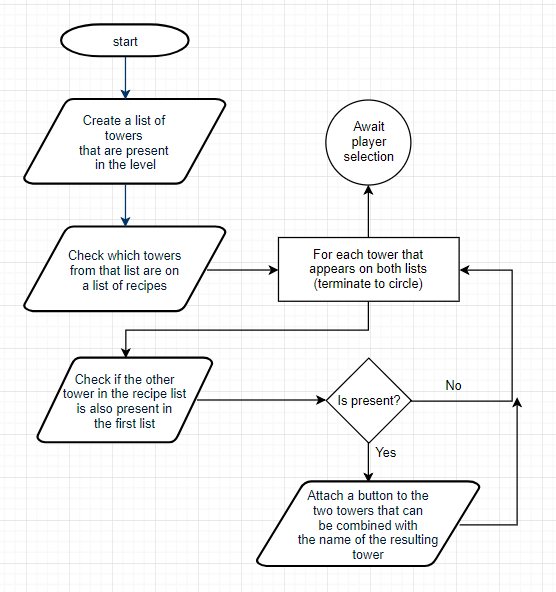 start
Create a list of
towers
that are present
in the level
Await
player
selection
Check which towers
from that list are on
a list of recipes
For each tower that
appears on both lists
(terminate to circle)
Check if the other
tower in the recipe list
is also present in
the first list
Is present?
No
Yes
Attach a button to the
two towers that can
be combined with
the name of the resulting
tower